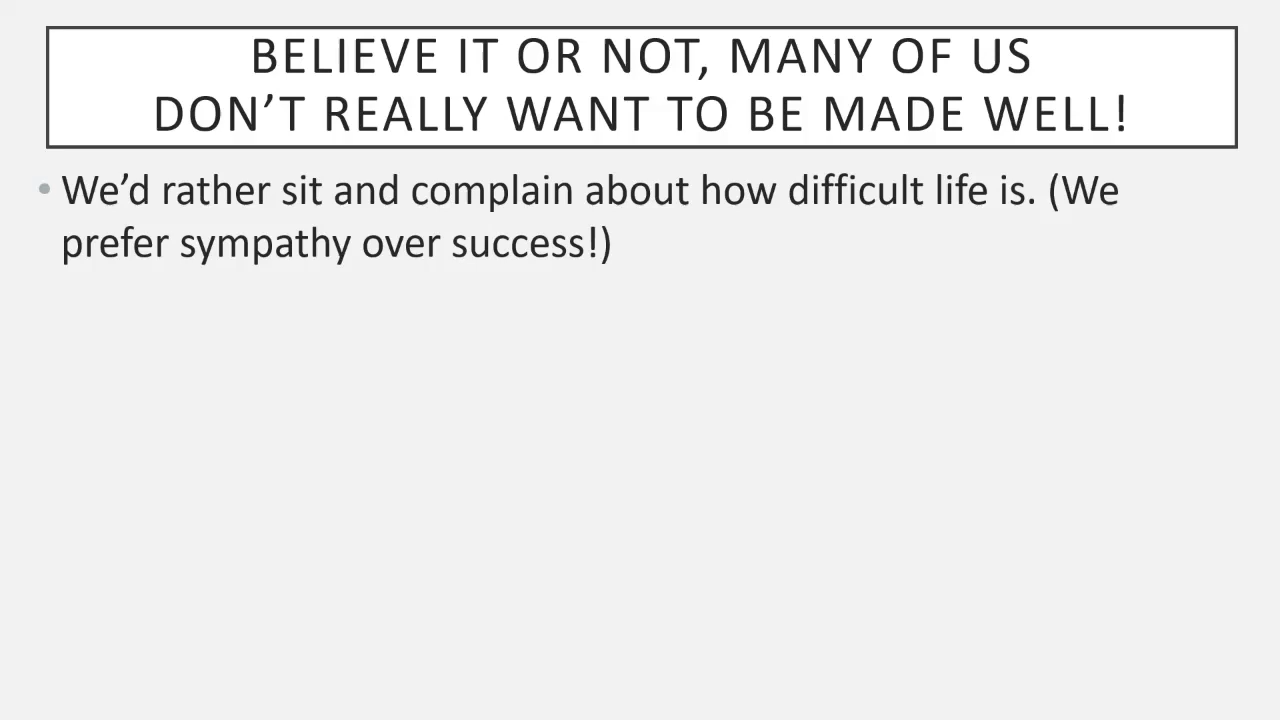 BELIEVE IT OR NOT, MANY OF US
DON’T REALLY WANT TO BE MADE WELL!
• We’d rather sit and complain about how difficult life is. (We
prefer sympathy over success!)